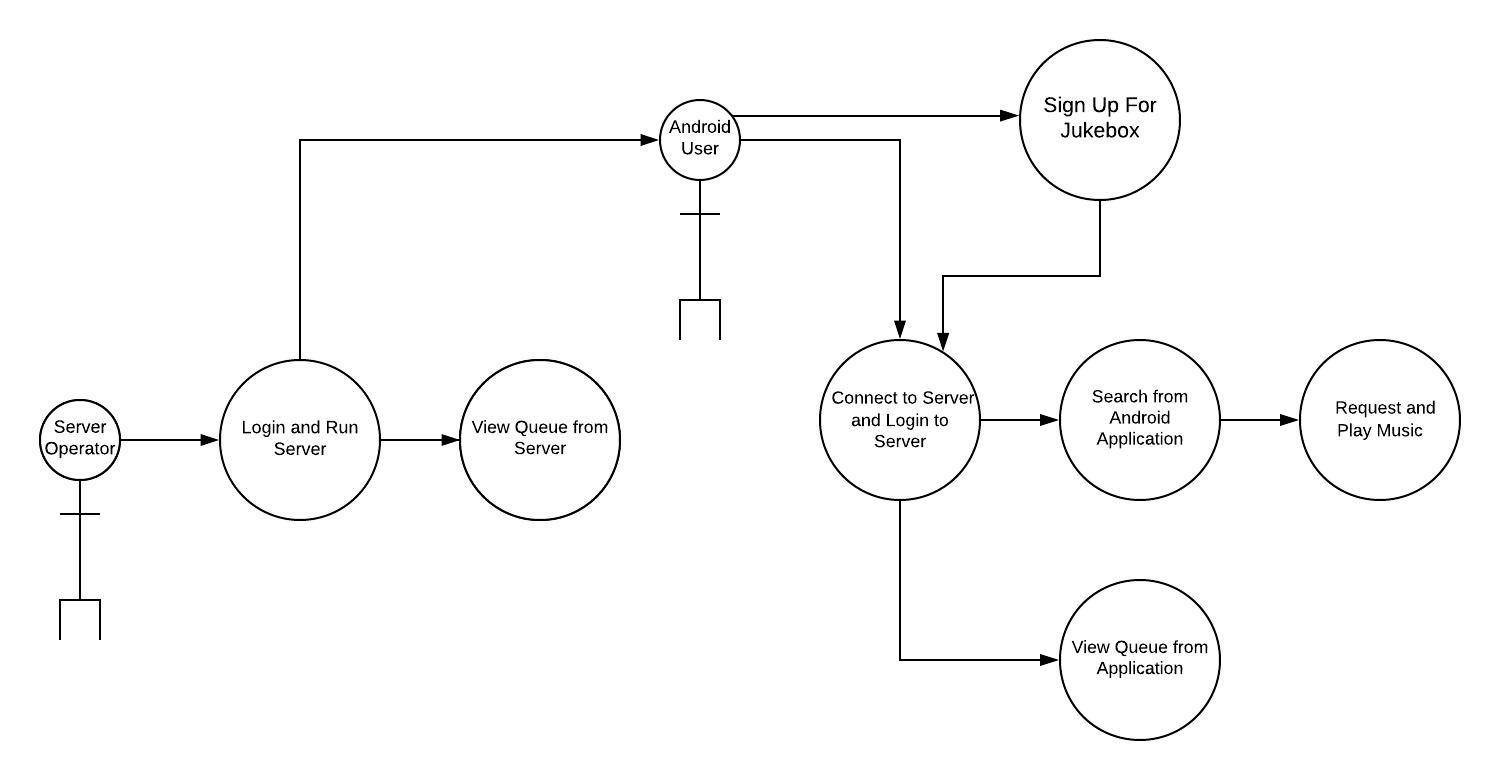 Sign Up For
Jukebox
Android
User
Server
Operator
Login and Run
Server
View Queue from
Server
Connect to Server
and Login to
Server
Search from
Android
Application
Request and
Play Music
View Queue from
Application